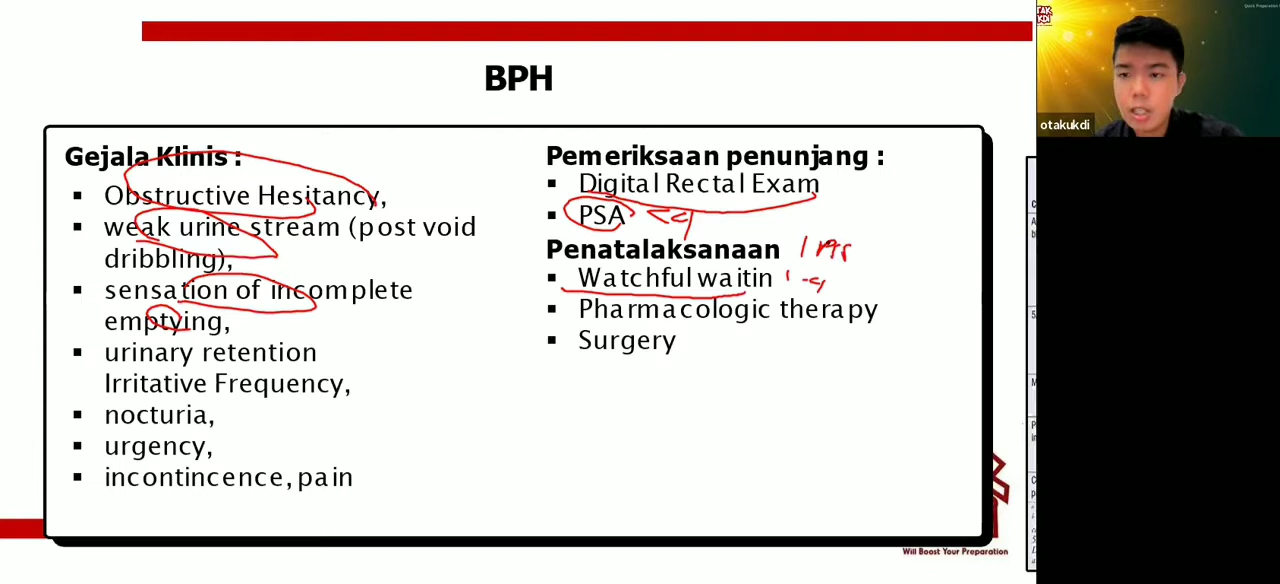 BPH
Gejala Klinis :
▪ Obstructive Hesitancy,
▪ weak urine stream (post void
dribbling),
▪ sensation of incomplete
emptying,
▪ urinary retention
Irritative Frequency,
▪ nocturia,
▪ urgency,
▪ incontincence, pain
Pemeriksaan penunjang :
▪ Digital Rectal Exam
▪ PSA
Penatalaksanaan
▪ Watchful waitin
▪ Pharmacologic therapy
▪ Surgery
Will Boost Your Preparation
otakukdi